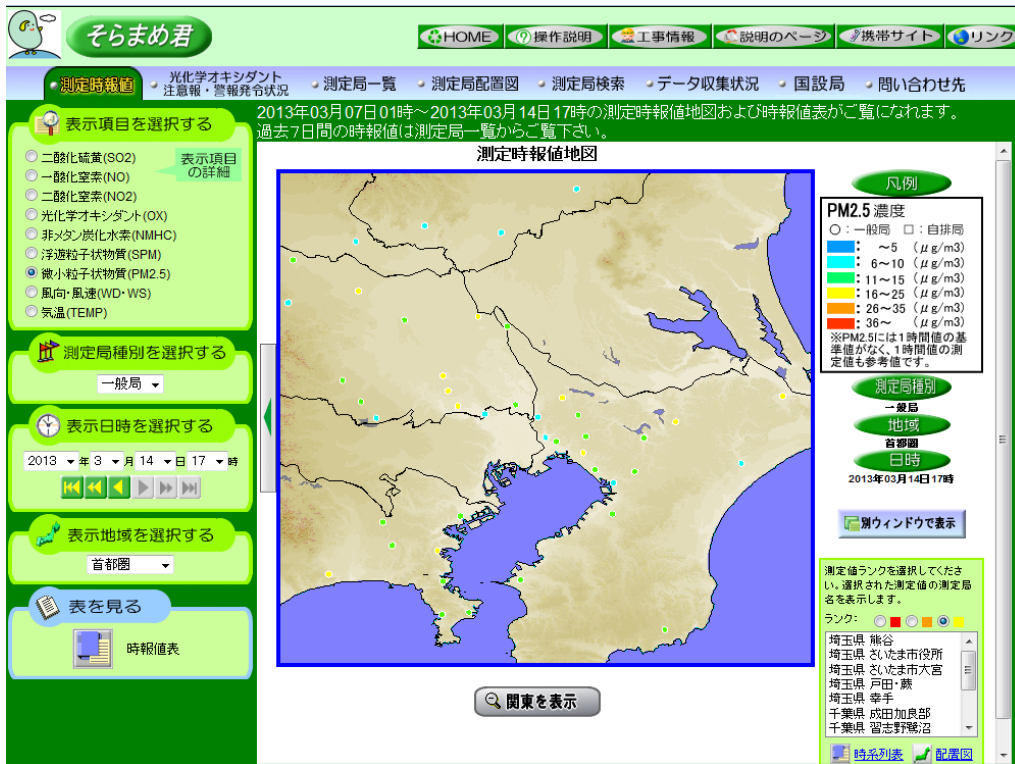 そらまめ君
HOME
操作説明
工事情報
説明のページ
携帯サイト
リンク
測定時報値
光化学オキシダント
注意報・警報発令状況
測定局一覧
測定局配置図
測定局検索
データ収集状況
国設局
問い合わせ先
2013年03月07日01時～2013年03月14日17時の測定時報値地図および時報値表がご覧になれます。
過去7日間の時報値は測定局一覧からご覧下さい。
表示項目を選択する
二酸化硫黄(SO2)
一酸化窒素(NO)
二酸化窒素(NO2)
光化学オキシダント(OX)
非メタン炭化水素(NMHC)
浮遊粒子状物質(SPM)
微小粒子状物質(PM2.5)
風向・風速(WD・WS)
気温(TEMP)
表示項目
の詳細
測定局種別を選択する
一般局
表示日時を選択する
2013 年 3 月 14 日 17 時
表示地域を選択する
首都圏
表を見る
時報値表
測定時報値地図
関東を表示
凡例
PM2.5 濃度
○：一般局 □：自排局
： ～5 (μg/m3)
： 6～10 (μg/m3)
： 11～15 (μg/m3)
： 16～25 (μg/m3)
： 26～35 (μg/m3)
： 36～ (μg/m3)
※PM2.5には1時間値の基
準値がなく、1時間値の測
定値も参考値です。
測定局種別
一般局
地域
首都圏
日時
2013年03月14日17時
別ウィンドウで表示
測定値ランクを選択してくださ
い。選択された測定値の測定局
名を表示します。
ランク：
埼玉県 熊谷
埼玉県 さいたま市役所
埼玉県 さいたま市大宮
埼玉県 戸田・蕨
埼玉県 幸手
千葉県 成田加良部
千葉県 習志野鷺沼
時系列表
配置図